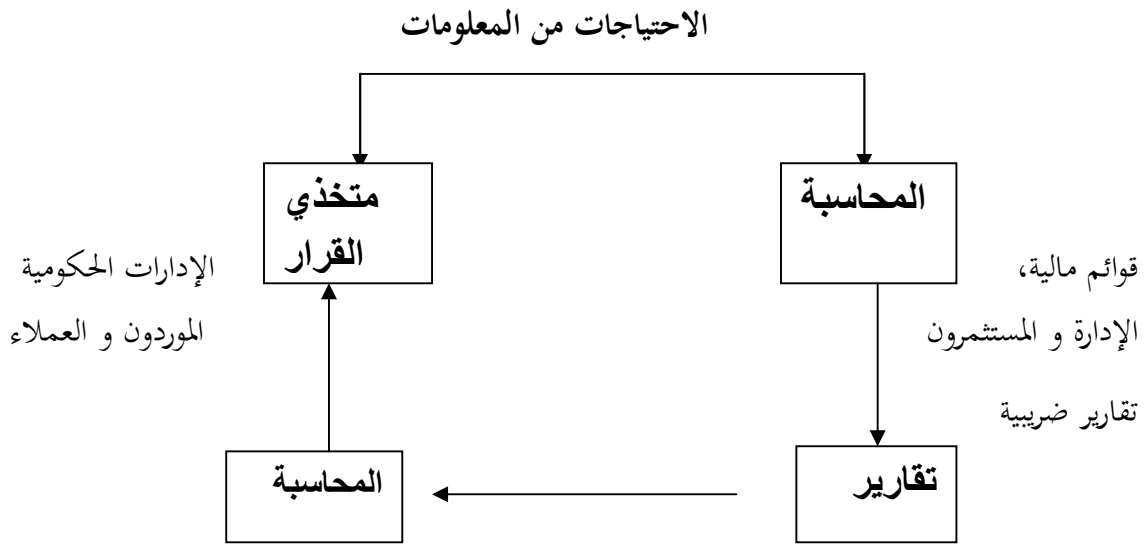 الاحتياجات من المعلومات
المحاسبة
متخذي
القرار
قوائم مالية،
الإدارات الحكومية
الإدارة و المستثمرون
الموردون و العملاء
تقارير ضريبية
تقارير
المحاسبة